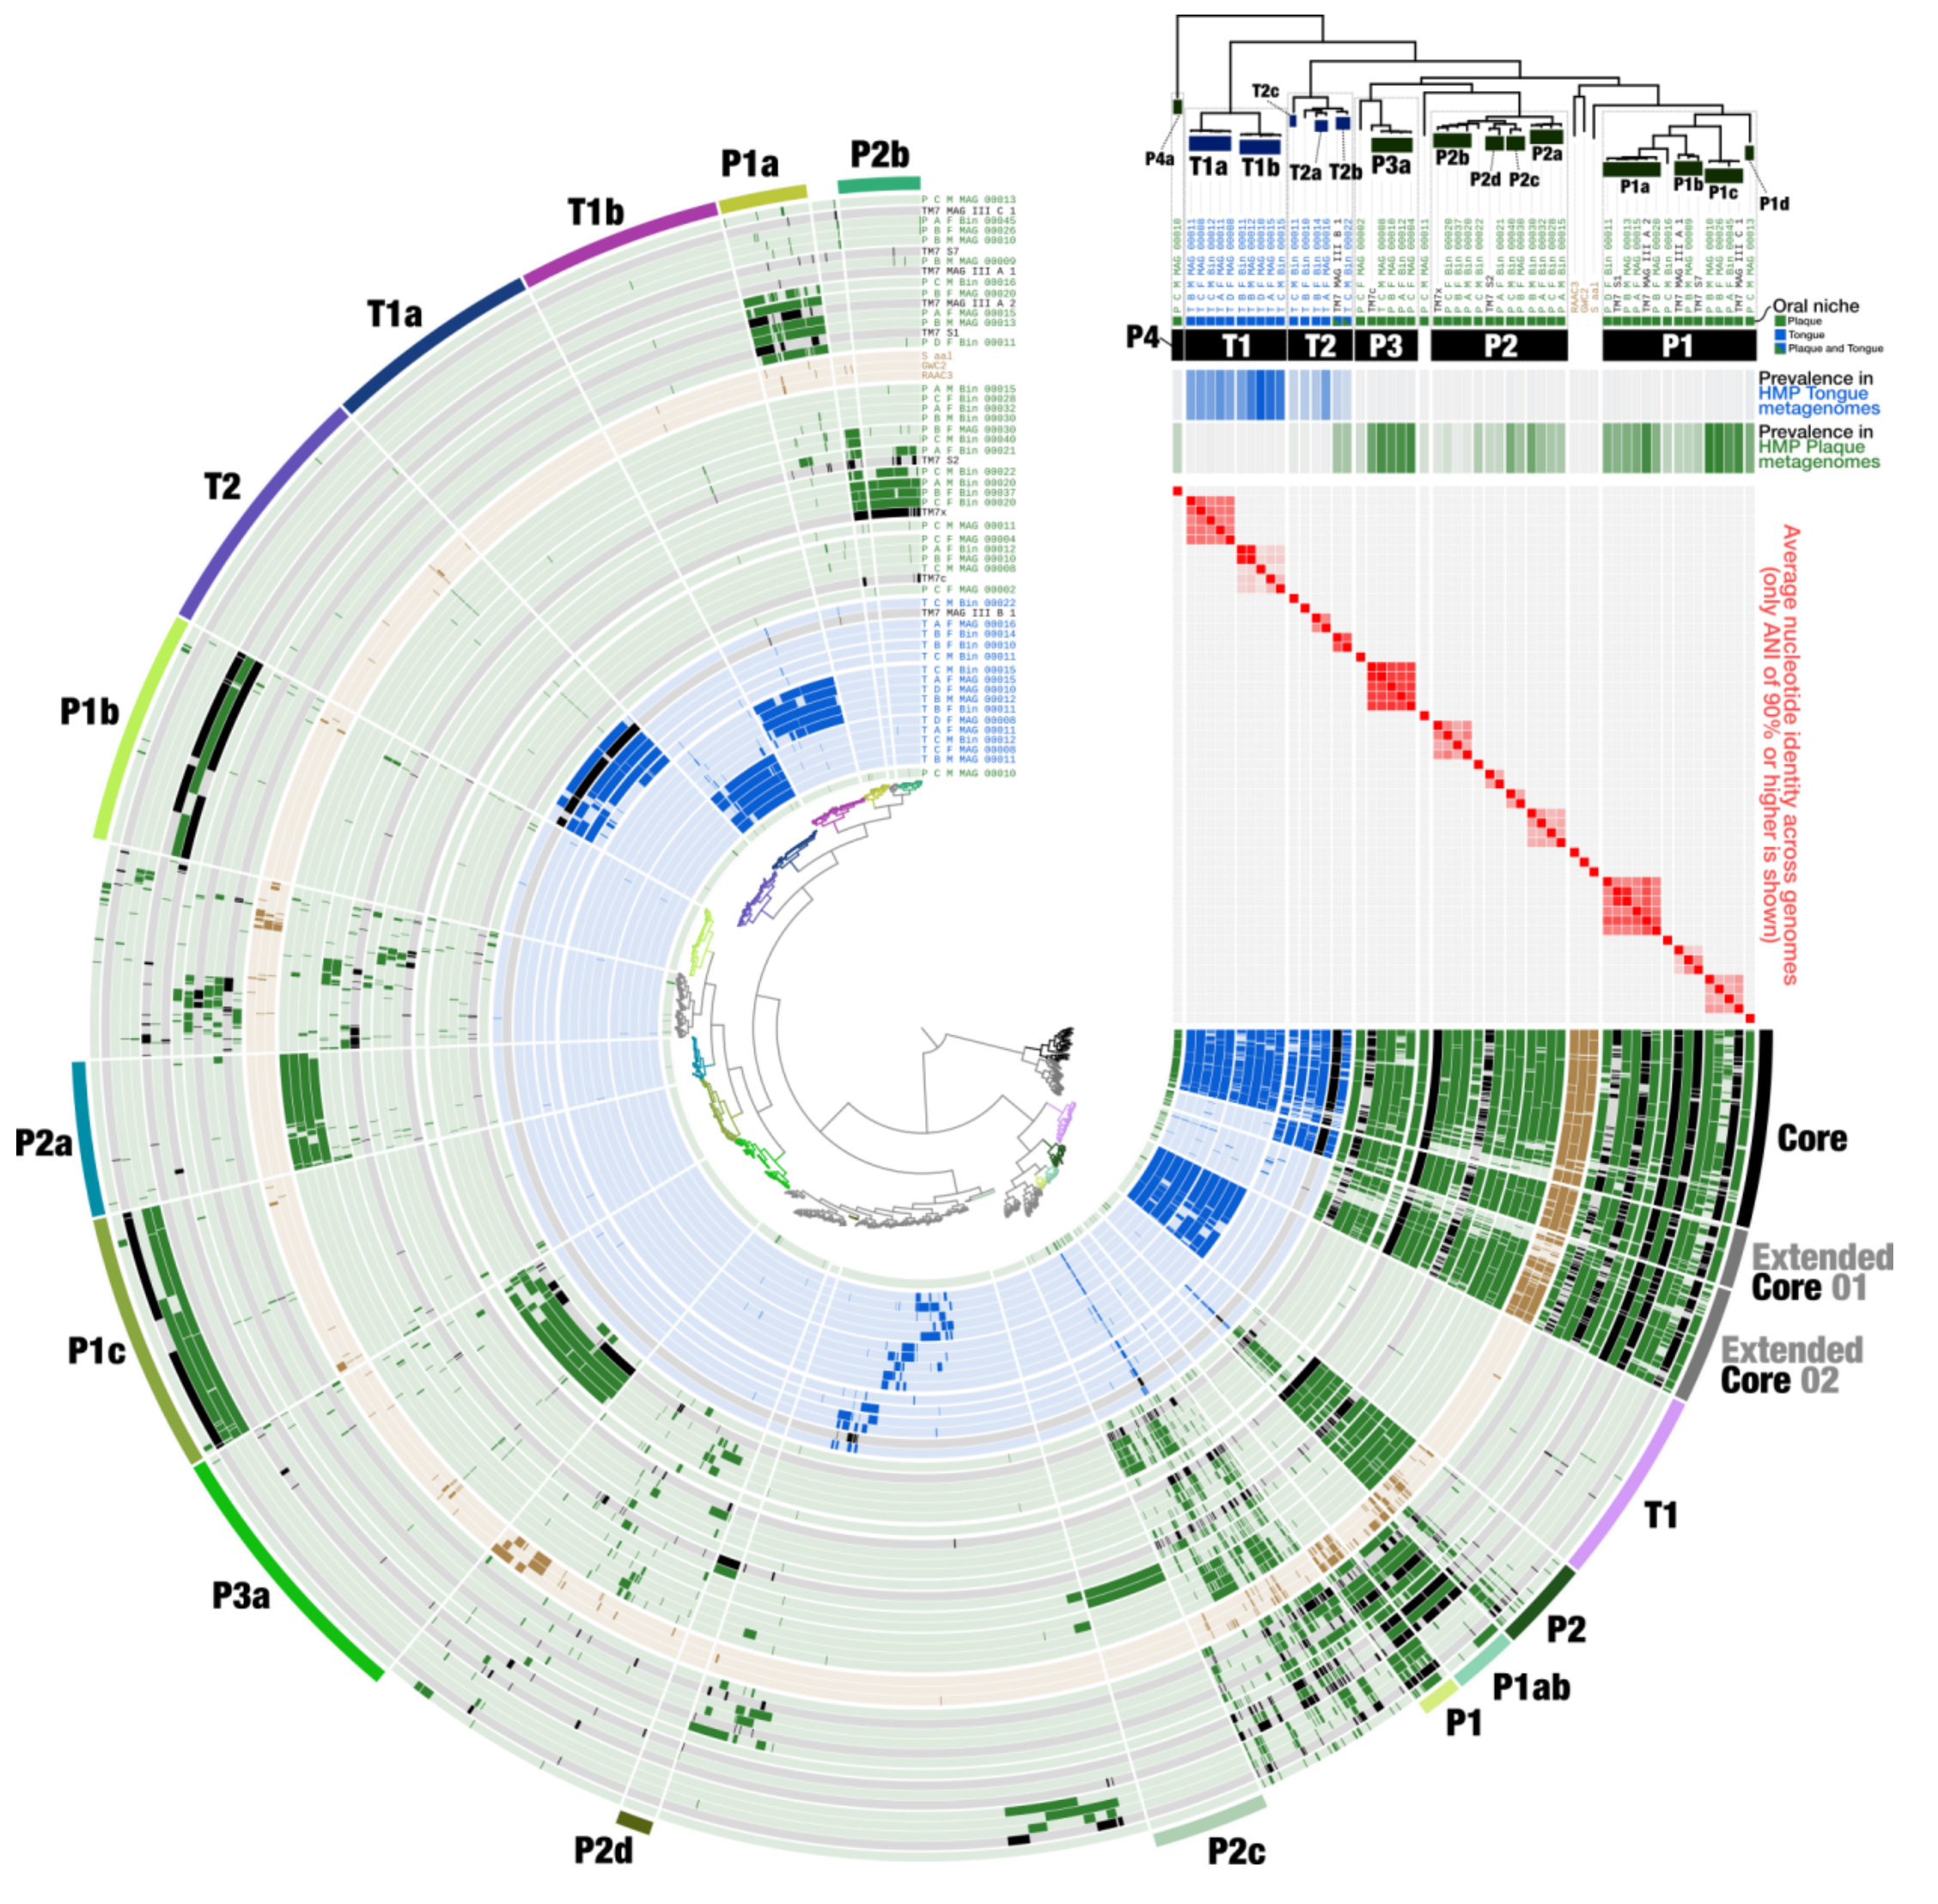 P2b
P1a
T1b
T1a
T2
P1b
P2a
P1c
P3a
P2d
P2c
P1
P1ab
P2
T1
Extended
Core 02
Extended
Core 01
Core
P C M MAG 00013
TM7 MAG III C 1
P A F Bin 00045
P B F MAG 00026
P B M MAG 00010
TM7 S7
P B M MAG 00009
TM7 MAG III A 1
P C M Bin 00016
P B F MAG 00020
TM7 MAG III A 2
P A F MAG 00015
P B M MAG 00013
TM7 S1
P D F Bin 00011
S aal
GWC2
RAAC3
P A M Bin 00015
P C F Bin 00028
P A F Bin 00032
P B M Bin 00030
P B F MAG 00030
P C M Bin 00040
P A F Bin 00021
TM7 S2
P C M Bin 00022
P A M Bin 00020
P B F Bin 00037
P C F Bin 00020
TM7x
P C M MAG 00011
P C F MAG 00004
P A F Bin 00012
P B F MAG 00010
T C M MAG 00008
TM7c
P C F MAG 00002
T C M Bin 00022
TM7 MAG III B 1
T A F MAG 00016
T B F Bin 00014
T B F Bin 00010
T C M Bin 00011
T C M Bin 00015
T A F MAG 00015
T D F MAG 00010
T B M MAG 00012
T B F Bin 00011
T D F MAG 00008
T A F MAG 00011
T C M Bin 00012
T C F MAG 00008
T B M MAG 00011
P C M MAG 00010
P4a
T1a
T1b
T2c
T2a
T2b
P3a
P2b
P2d
P2c
P2a
P1a
P1b
P1c
P1d
P4
T1
T2
P3
P2
P1
Oral niche
Plaque
Tongue
Plaque and Tongue
Prevalence in
HMP Tongue
metagenomes
Prevalence in
HMP Plaque
metagenomes
Average nucleotide identity across genomes
(only ANI of 90% or higher is shown)